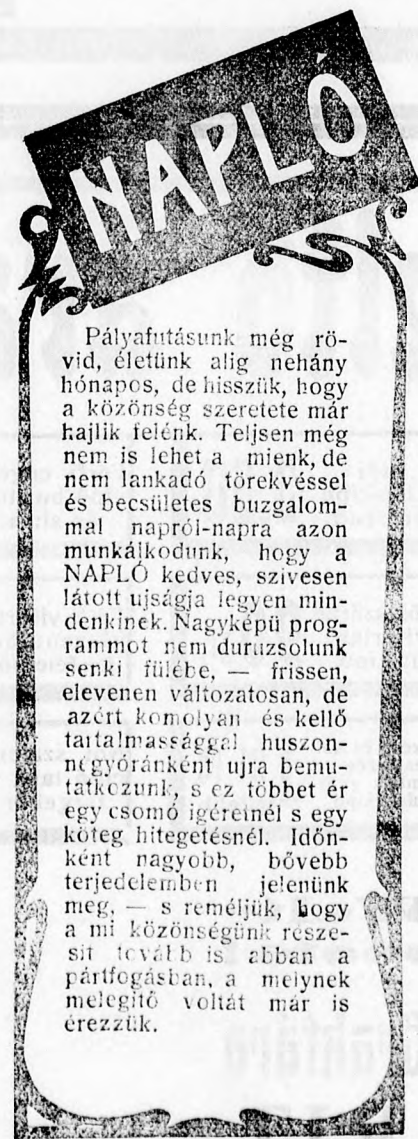 NAPLÓ
Pályafutásunk még rö-
vid, életünk alig nehány
hónapos, de hisszük, hogy
a közönség szeretete már
hajlik felénk. Teljsen még
nem is lehet a mienk, de
nem lankadó törekvéssel
és becsületes buzgalom-
mal napról-napra azon
munkálkodunk, hogy a
NAPLÓ kedves, szivesen
látott ujságja legyen min-
denkinek. Nagyképü prog-
rammot nem duruzsolunk
senki fülébe, — frissen,
elevenen változatosan, de
azért komolyan és kellő
tartalmassággal huszon-
négyóránként ujra bemu-
tatkozunk, s ez többet ér
egy csomó igéretnél s egy
köteg hitegetésnél. Időn-
ként nagyobb, bővebb
terjedelemben jelenünk
meg, — s reméljük, hogy
a mi közönségünk része-
sit tovább is abban a
pártfogásban, a melynek
melegitő voltát már is
érezzük.